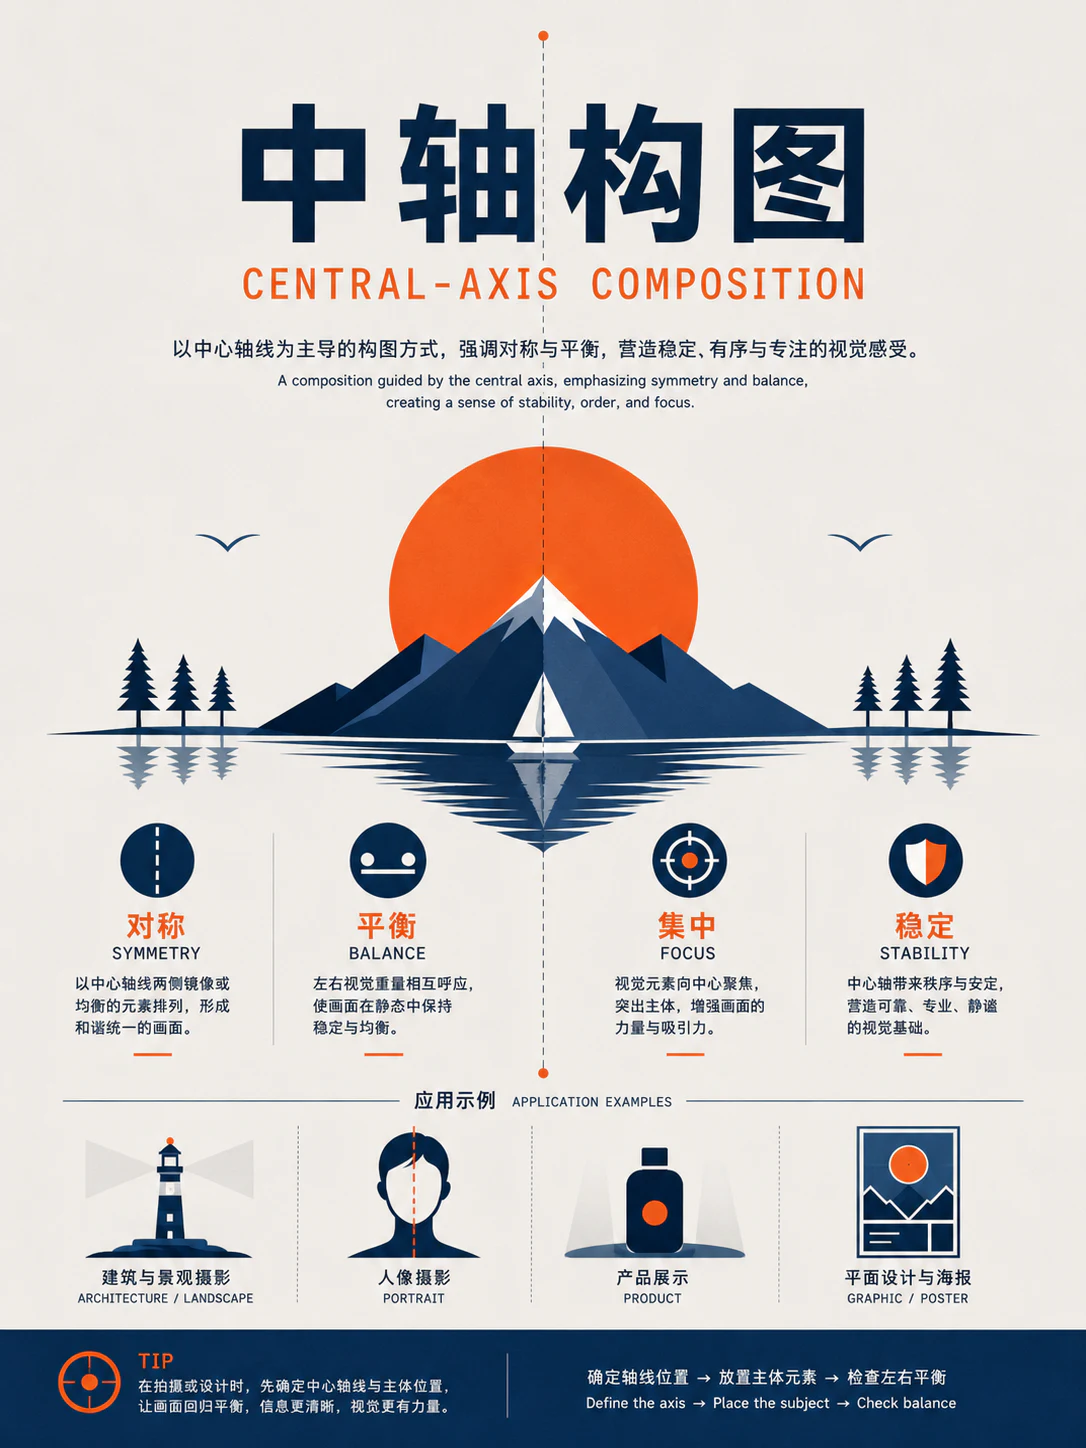 中轴构图
CENTRAL-AXIS COMPOSITION
以中心轴线为主导的构图方式，强调对称与平衡，营造稳定、有序与专注的视觉感受。
A composition guided by the central axis, emphasizing symmetry and balance,
creating a sense of stability, order, and focus.
对称
SYMMETRY
以中心轴线两侧镜像或
均衡的元素排列，形成
和谐统一的画面。
平衡
BALANCE
左右视觉重量相互呼应，
使画面在静态中保持
稳定与均衡。
集中
FOCUS
视觉元素向中心聚焦，
突出主体，增强画面的
力量与吸引力。
稳定
STABILITY
中心轴带来秩序与安定，
营造可靠、专业、静谧
的视觉基础。
应用示例 APPLICATION EXAMPLES
建筑与景观摄影
ARCHITECTURE / LANDSCAPE
人像摄影
PORTRAIT
产品展示
PRODUCT
平面设计与海报
GRAPHIC / POSTER
TIP
在拍摄或设计时，先确定中心轴线与主体位置，
让画面回归平衡，信息更清晰，视觉更有力量。
确定轴线位置 → 放置主体元素 → 检查左右平衡
Define the axis → Place the subject → Check balance